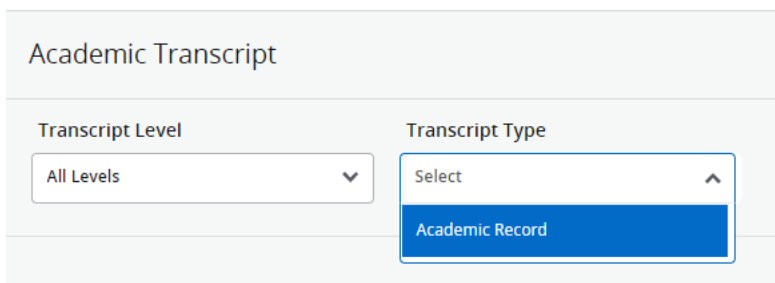 Academic Transcript
Transcript Level
Transcript Type
All Levels
Select
Academic Record